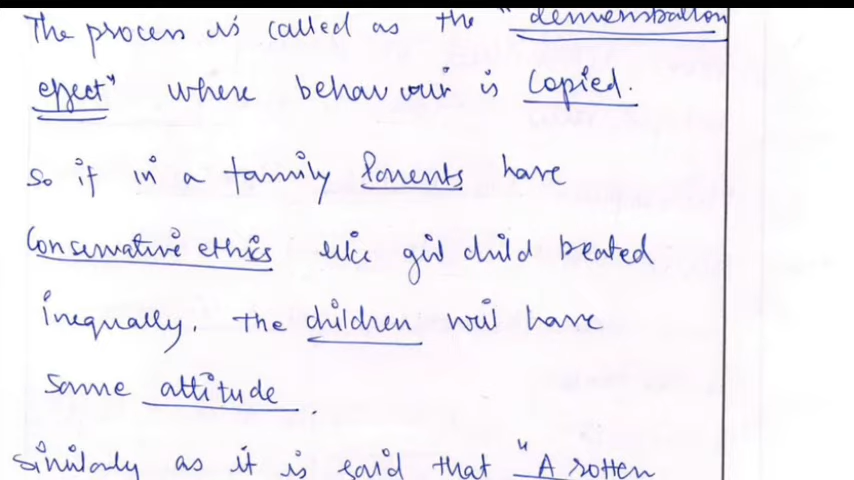 The process is called as the "demonstration
effect" where behaviour is copied.
So if in a family Parents have
Conservative ethics like girl child treated
inequally. The children will have
same attitude.
Similarly as it is said that "A rotten